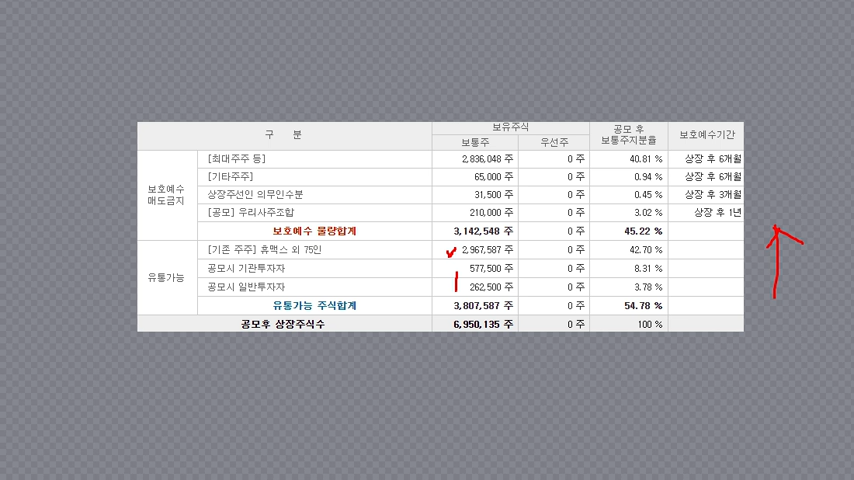 구 분 보유주식 공모 후 보통주지분율 보호예수기간
보통주 우선주
보호예수 매도금지
[최대주주 등] 2,836,048 주 0 주 40.81 % 상장 후 6개월
[기타주주] 65,000 주 0 주 0.94 % 상장 후 6개월
상장주선인 의무인수분 31,500 주 0 주 0.45 % 상장 후 3개월
[공모] 우리사주조합 210,000 주 0 주 3.02 % 상장 후 1년
보호예수 물량합계 3,142,548 주 0 주 45.22 %
유통가능
[기존 주주] 휴맥스 외 75인 2,967,587 주 0 주 42.70 %
공모시 기관투자자 577,500 주 0 주 8.31 %
공모시 일반투자자 262,500 주 0 주 3.78 %
유통가능 주식합계 3,807,587 주 0 주 54.78 %
공모후 상장주식수 6,950,135 주 0 주 100 %